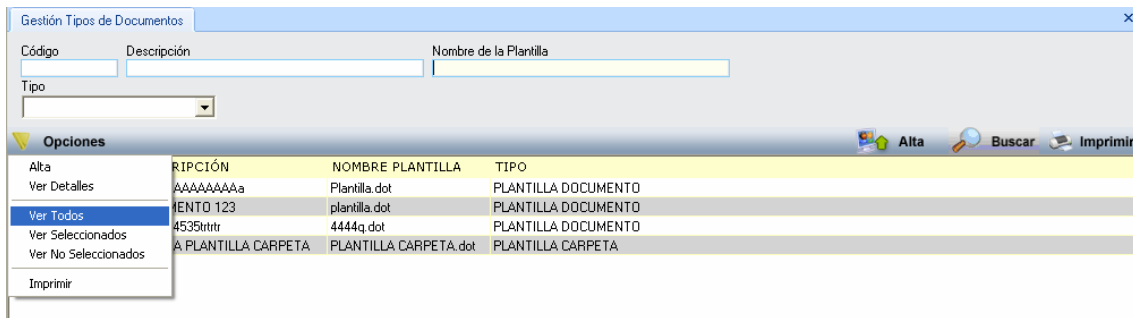 Gestión Tipos de Documentos
Código Descripción Nombre de la Plantilla
Tipo
Opciones Alta Buscar Imprimir
RIPCIÓN NOMBRE PLANTILLA TIPO
AAAAAAAAAa Plantilla.dot PLANTILLA DOCUMENTO
MENTO 123 plantilla.dot PLANTILLA DOCUMENTO
4535trtrtr 4444q.dot PLANTILLA DOCUMENTO
A PLANTILLA CARPETA PLANTILLA CARPETA.dot PLANTILLA CARPETA
Alta
Ver Detalles
Ver Todos
Ver Seleccionados
Ver No Seleccionados
Imprimir